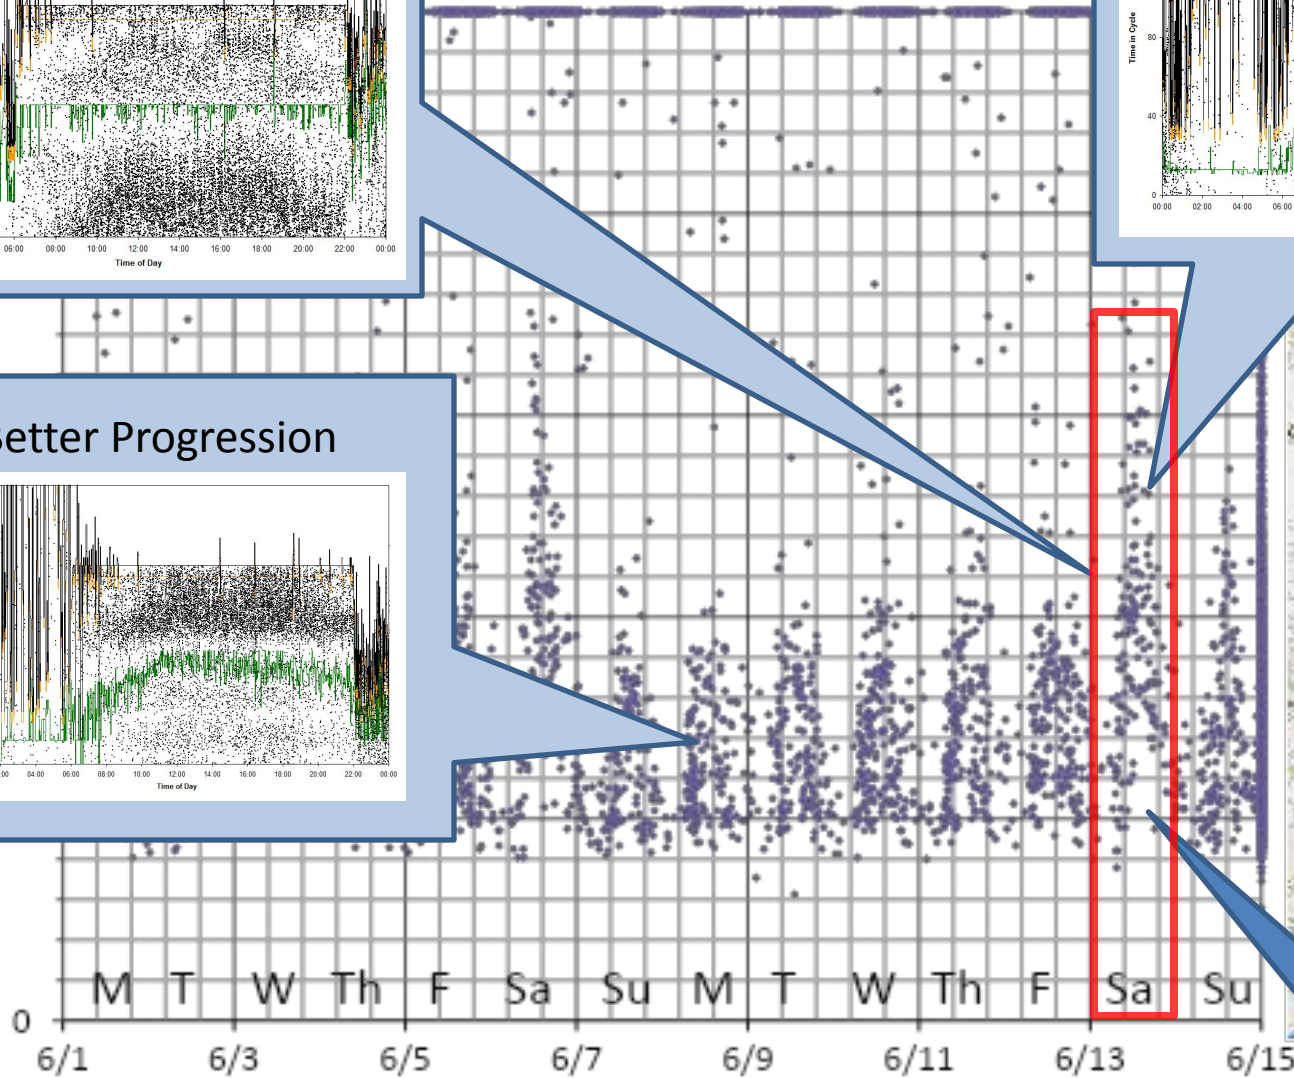 06:00 08:00 10:00 12:00 14:00 16:00 18:00 20:00 22:00 00:00
Time of Day
Time in Cycle
80
40
0
00:00 02:00 04:00 06:00
Better Progression
:00 04:00 06:00 08:00 10:00 12:00 14:00 16:00 18:00 20:00 22:00 00:00
Time of Day
M T W Th F Sa Su M T W Th F Sa Su
0
6/1 6/3 6/5 6/7 6/9 6/11 6/13 6/15